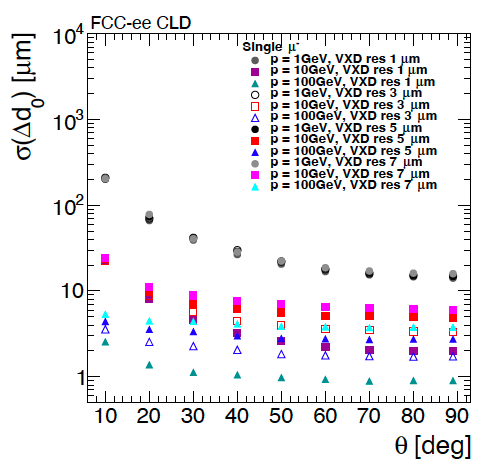 FCC-ee CLD
Single μ⁻
p = 1GeV, VXD res 1 μm
p = 10GeV, VXD res 1 μm
p = 100GeV, VXD res 1 μm
p = 1GeV, VXD res 3 μm
p = 10GeV, VXD res 3 μm
p = 100GeV, VXD res 3 μm
p = 1GeV, VXD res 5 μm
p = 10GeV, VXD res 5 μm
p = 100GeV, VXD res 5 μm
p = 1GeV, VXD res 7 μm
p = 10GeV, VXD res 7 μm
p = 100GeV, VXD res 7 μm
σ(Δd₀) [μm]
10⁴
10³
10²
10
1
10 20 30 40 50 60 70 80 90
θ [deg]